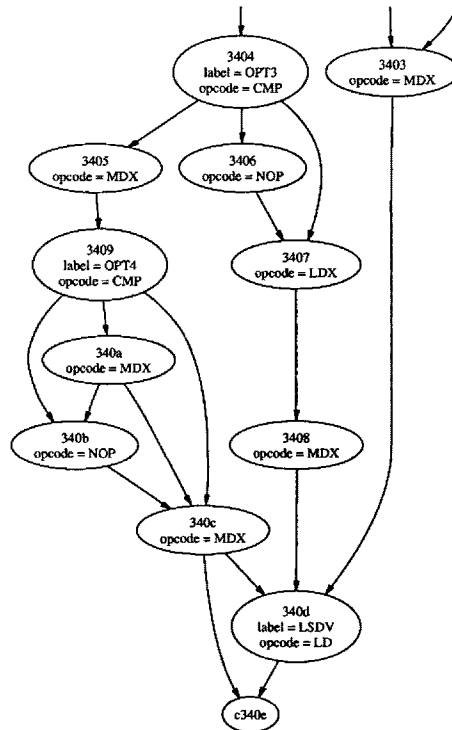 3404
label = OPT3
opcode = CMP
3403
opcode = MDX
3405
opcode = MDX
3406
opcode = NOP
3409
label = OPT4
opcode = CMP
3407
opcode = LDX
340a
opcode = MDX
340b
opcode = NOP
3408
opcode = MDX
340c
opcode = MDX
340d
label = LSDV
opcode = LD
c340e